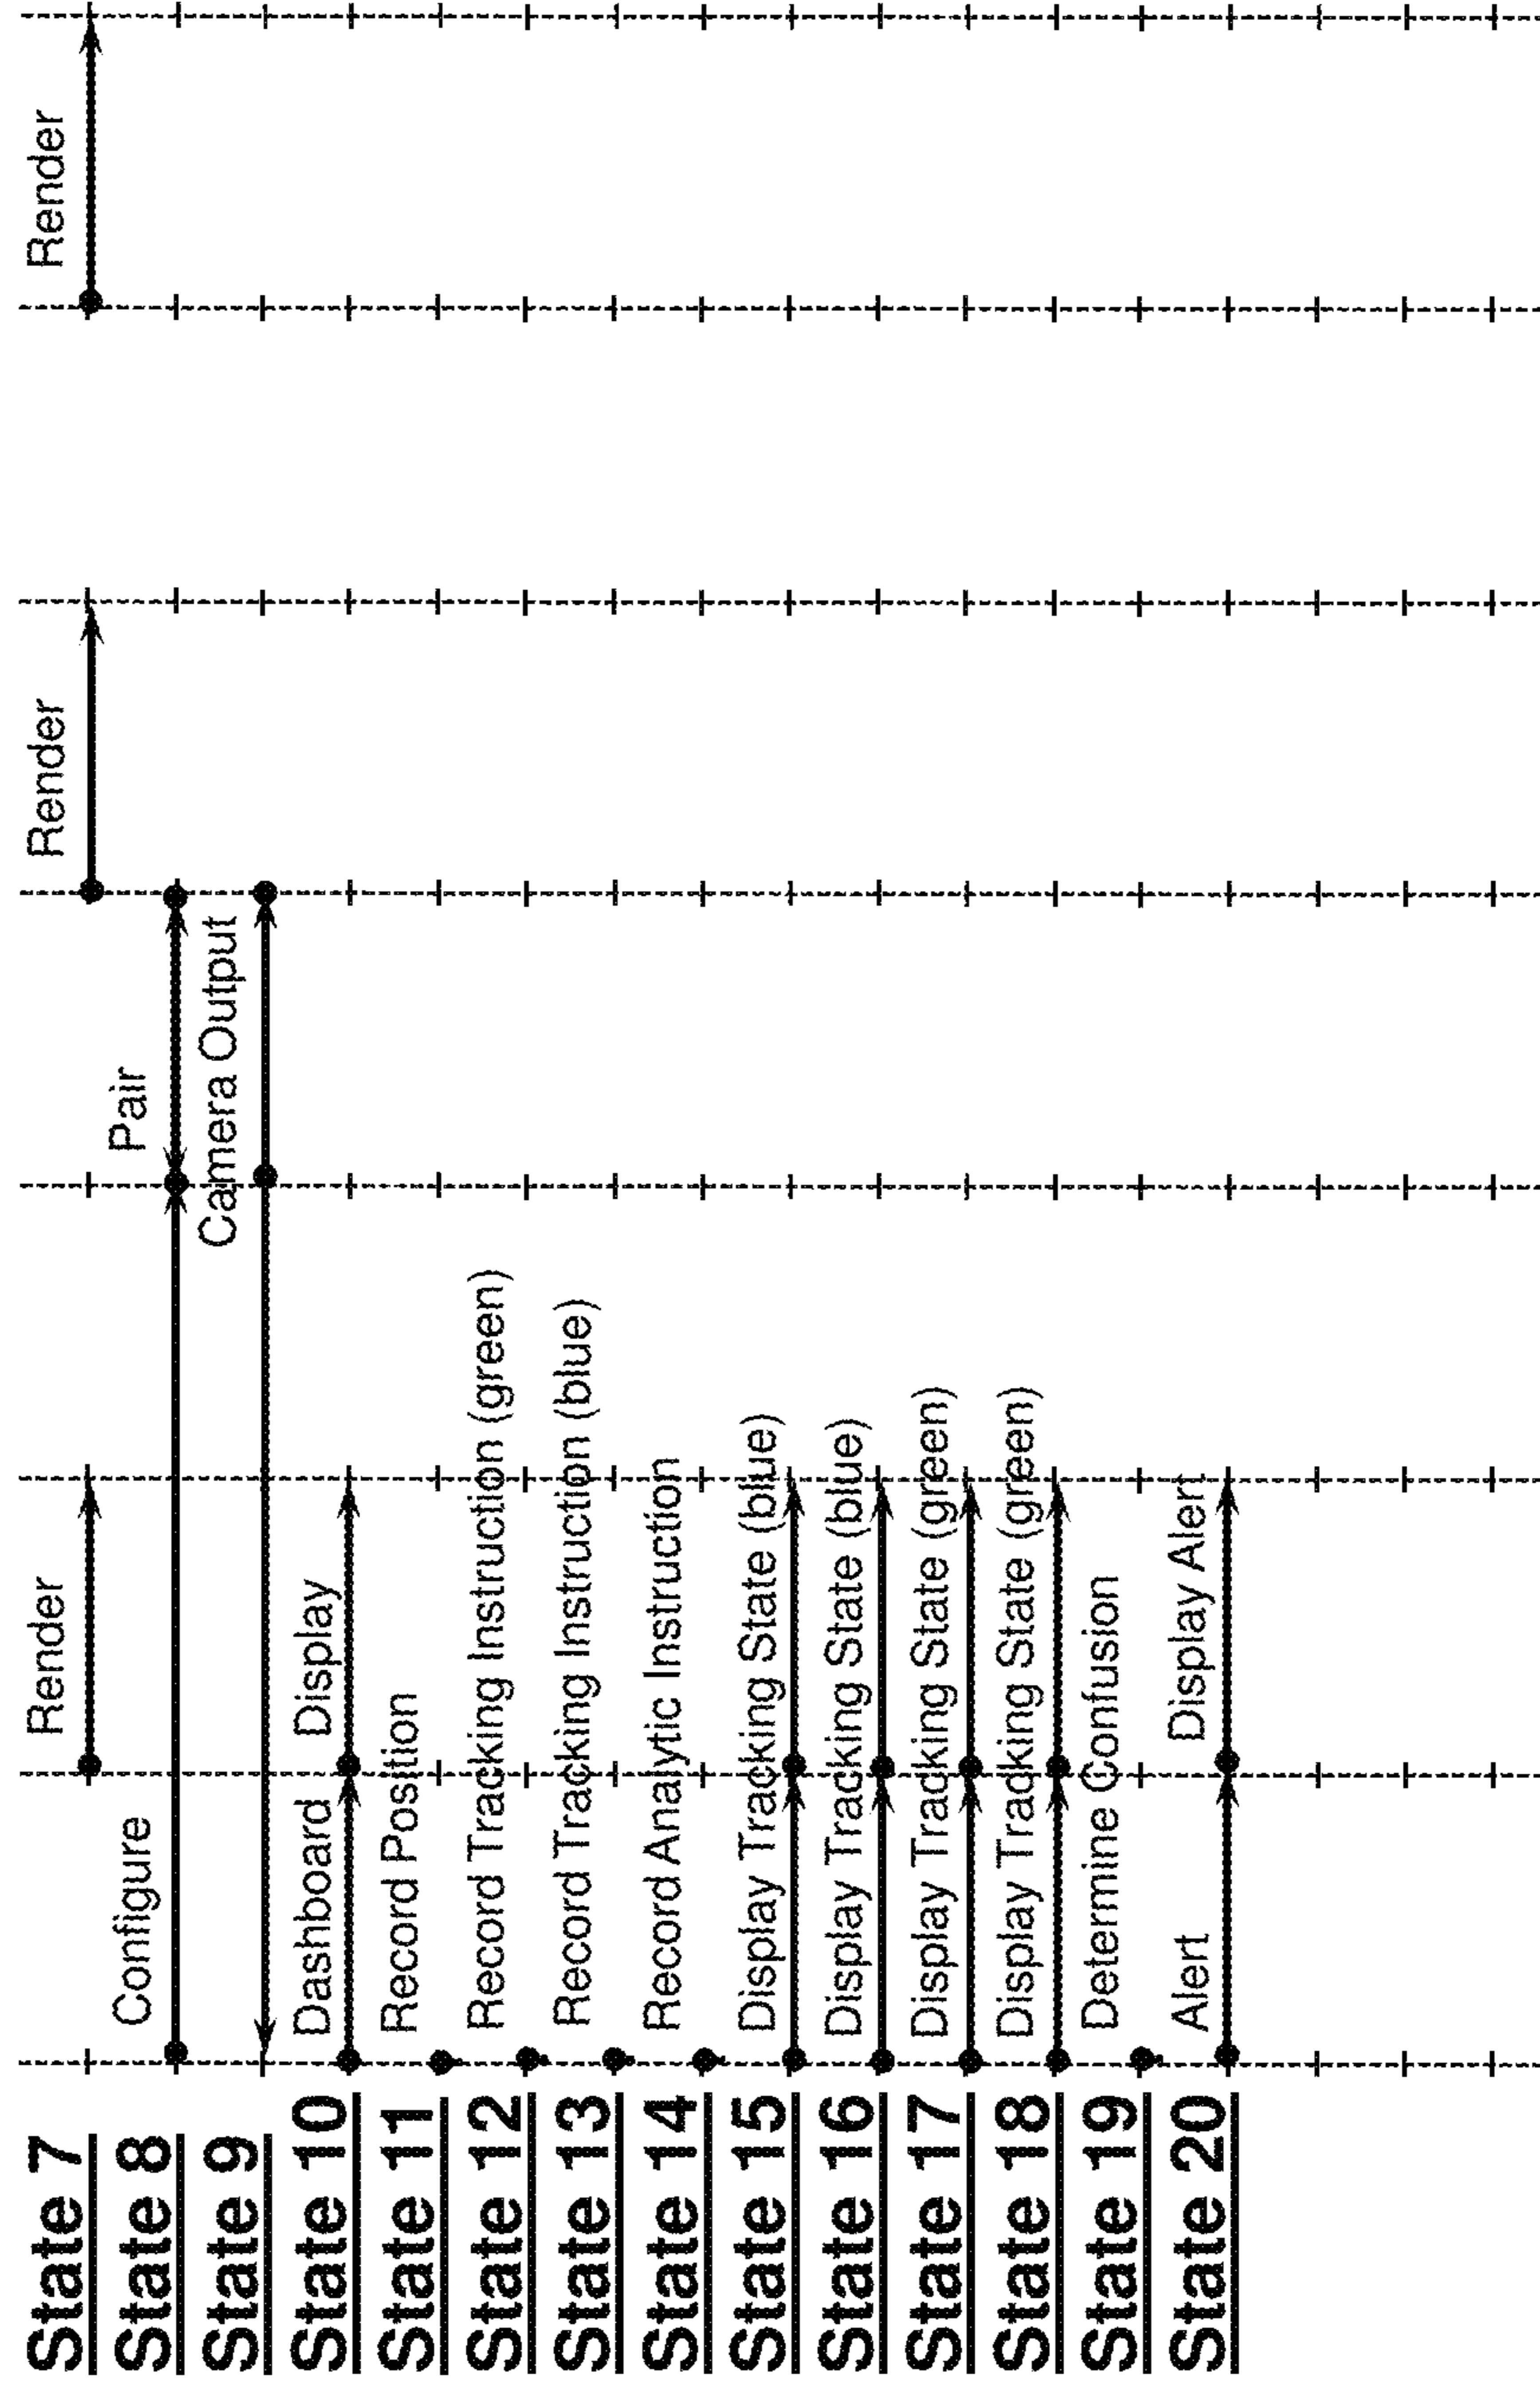 State 7 Render Render Render
State 8 Configure Pair
State 9 Camera Output
State 10 Dashboard Display
State 11 Record Position
State 12 Record Tracking Instruction (green)
State 13 Record Tracking Instruction (blue)
State 14 Record Analytic Instruction
State 15 Display Tracking State (blue)
State 16 Display Tracking State (blue)
State 17 Display Tracking State (green)
State 18 Display Tracking State (green)
State 19 Determine Confusion
State 20 Alert Display Alert